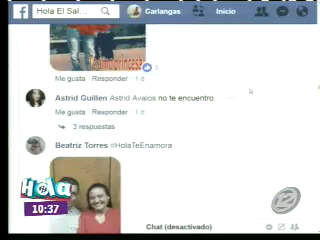 Hola El Sal...
Carlangas
Inicio
Me gusta Responder 1 d
Astrid Guillen Astrid Avalos no te encuentro
Me gusta Responder 1 d
3 respuestas
Beatriz Torres #HolaTeEnamora
Hola
10:37
12
Chat (desactivado)